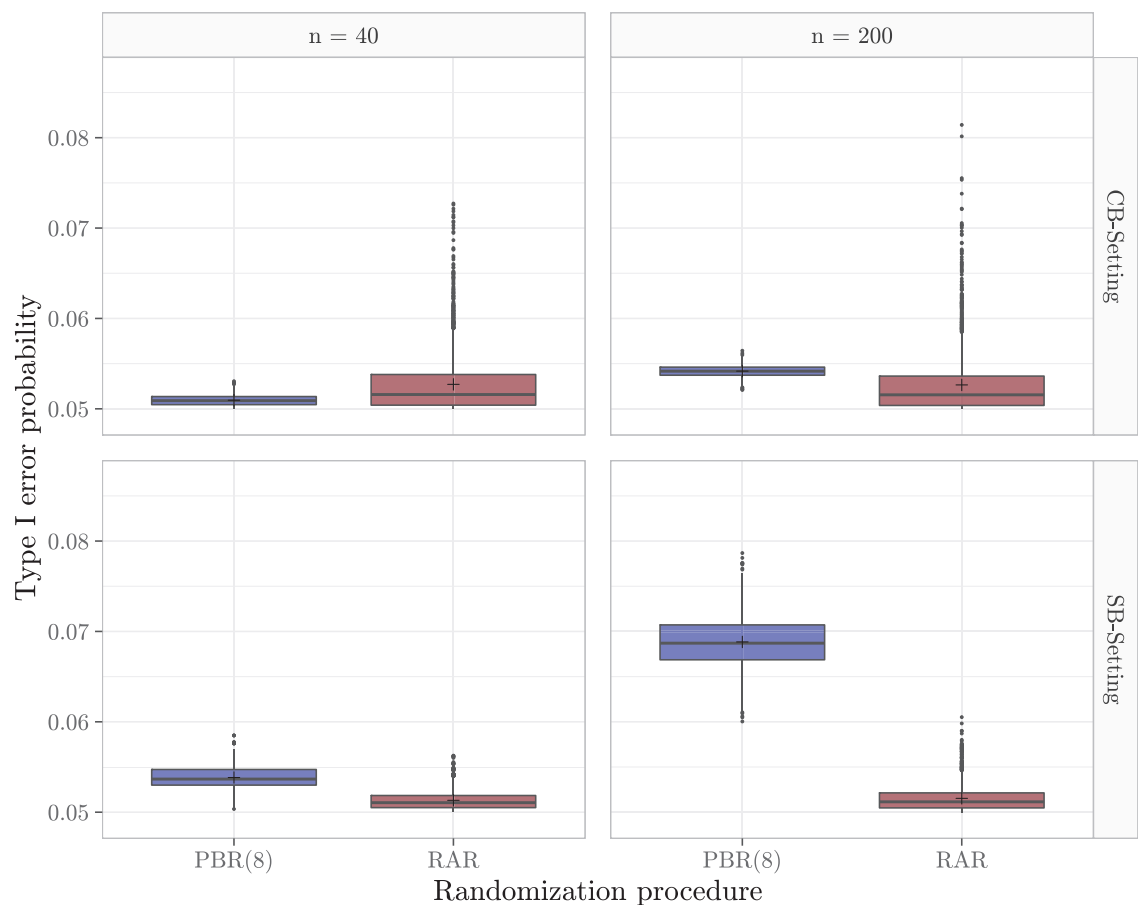 n = 40
n = 200
Type I error probability
0.08
0.07
0.06
0.05
CB-Setting
0.08
0.07
0.06
0.05
SB-Setting
PBR(8)
RAR
PBR(8)
RAR
Randomization procedure